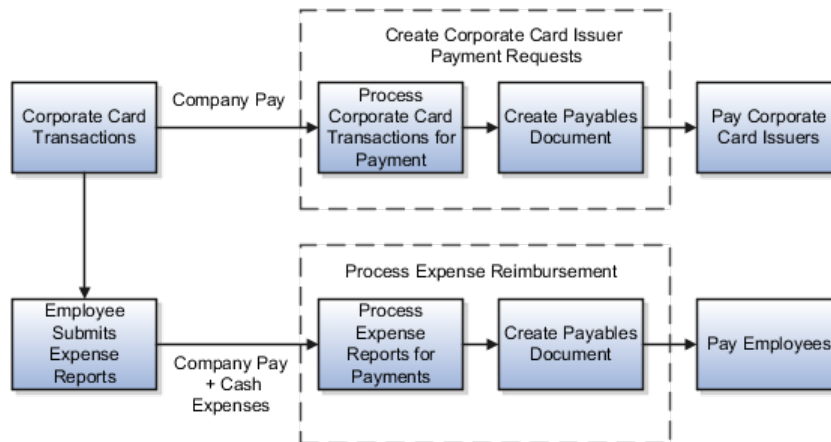 Create Corporate Card Issuer
Payment Requests
Corporate Card
Transactions
Company Pay
Process
Corporate Card
Transactions for
Payment
Create Payables
Document
Pay Corporate
Card Issuers
Process Expense Reimbursement
Employee
Submits
Expense
Reports
Company Pay
+ Cash
Expenses
Process
Expense
Reports for
Payments
Create Payables
Document
Pay Employees